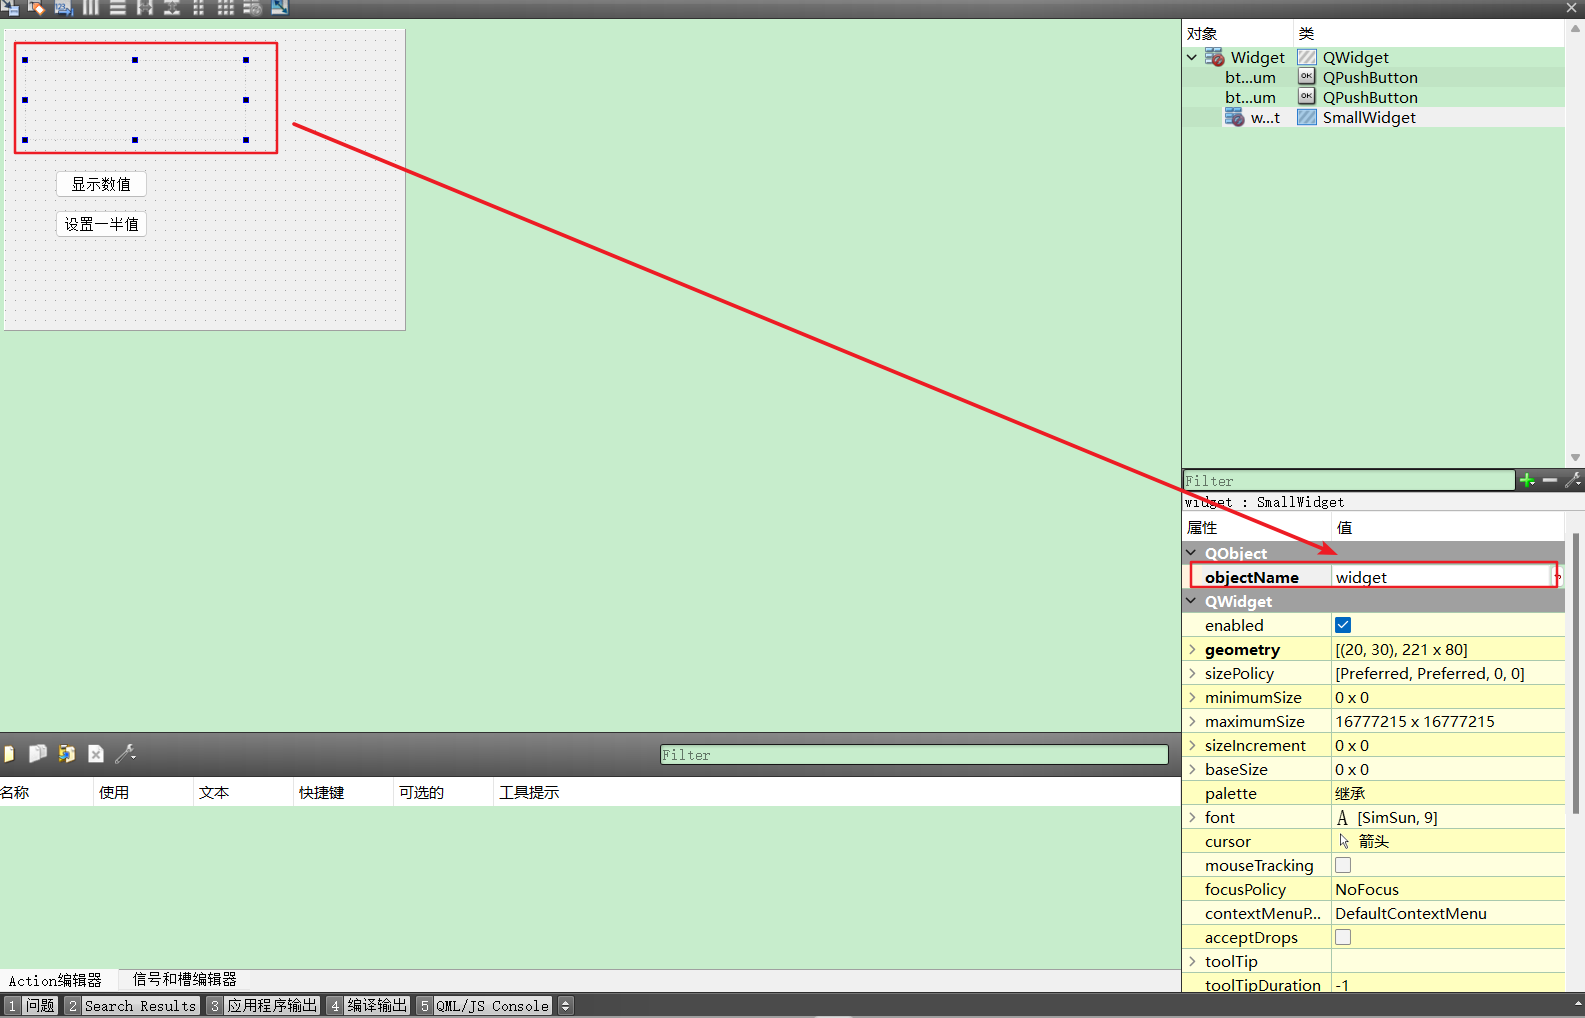 对象 类
Widget QWidget
bt...um QPushButton
bt...um QPushButton
w...t SmallWidget
显示数值
设置一半值
Filter
widget : SmallWidget
属性 值
QObject
objectName widget
QWidget
enabled
geometry [(20, 30), 221 x 80]
sizePolicy [Preferred, Preferred, 0, 0]
minimumSize 0 x 0
maximumSize 16777215 x 16777215
sizeIncrement 0 x 0
baseSize 0 x 0
palette 继承
font A [SimSun, 9]
cursor 箭头
mouseTracking
focusPolicy NoFocus
contextMenuP... DefaultContextMenu
acceptDrops
toolTip
toolTipDuration -1
Filter
名称 使用 文本 快捷键 可选的 工具提示
Action编辑器 信号和槽编辑器
1 问题 2 Search Results 3 应用程序输出 4 编译输出 5 QML/JS Console